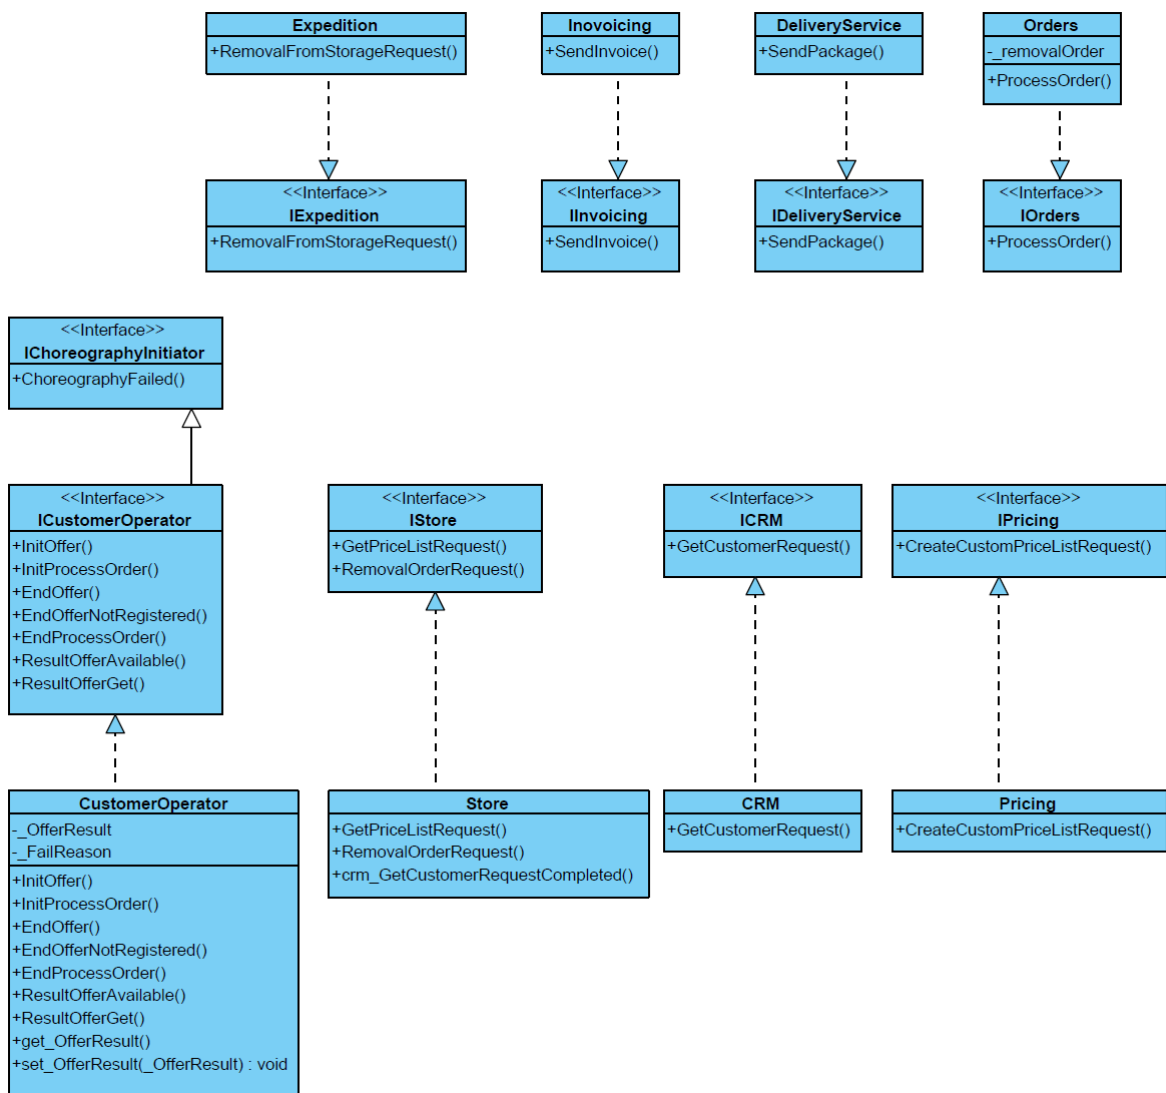 Expedition
+RemovalFromStorageRequest()
Inovoicing
+SendInvoice()
DeliveryService
+SendPackage()
Orders
-_removalOrder
+ProcessOrder()
<<Interface>>
IExpedition
+RemovalFromStorageRequest()
<<Interface>>
IInvoicing
+SendInvoice()
<<Interface>>
IDeliveryService
+SendPackage()
<<Interface>>
IOrders
+ProcessOrder()
<<Interface>>
IChoreographyInitiator
+ChoreographyFailed()
<<Interface>>
ICustomerOperator
+InitOffer()
+InitProcessOrder()
+EndOffer()
+EndOfferNotRegistered()
+EndProcessOrder()
+ResultOfferAvailable()
+ResultOfferGet()
<<Interface>>
IStore
+GetPriceListRequest()
+RemovalOrderRequest()
<<Interface>>
ICRM
+GetCustomerRequest()
<<Interface>>
IPricing
+CreateCustomPriceListRequest()
CustomerOperator
-_OfferResult
-_FailReason
+InitOffer()
+InitProcessOrder()
+EndOffer()
+EndOfferNotRegistered()
+EndProcessOrder()
+ResultOfferAvailable()
+ResultOfferGet()
+get_OfferResult()
+set_OfferResult(_OfferResult) : void
Store
+GetPriceListRequest()
+RemovalOrderRequest()
+crm_GetCustomerRequestCompleted()
CRM
+GetCustomerRequest()
Pricing
+CreateCustomPriceListRequest()